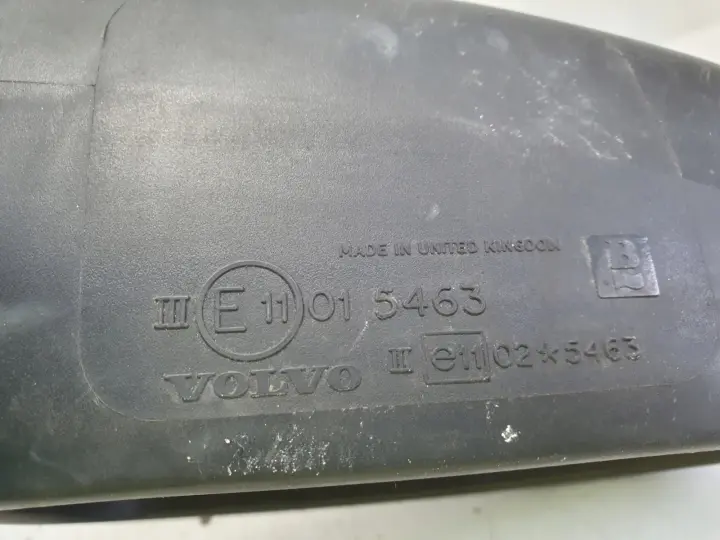 MADE IN UNITED KINGDOM
B
III E 11 01 5463
II e11 02*5463
VOLVO